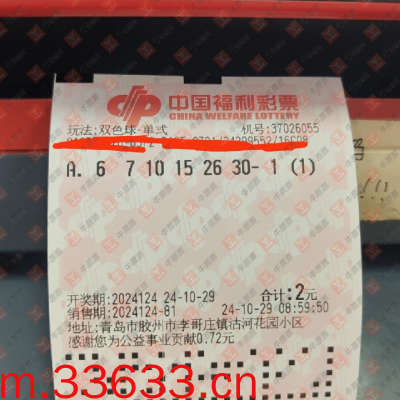 中国福利彩票
CHINA WELFARE LOTTERY
玩法:双色球-单式 机号:37026055
A. 6 7 10 15 26 30- 1 (1)
开奖期:2024124 24-10-29 合计:2元
销售期:2024124-81 24-10-29 08:59:50
地址:青岛市胶州市李哥庄镇沽河花园小区
感谢您为公益事业贡献0.72元
m.33633.cn